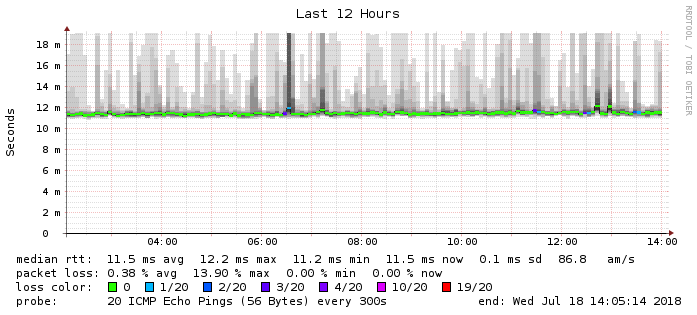 Last 12 Hours
RRDTOOL / TOBI OETIKER
Seconds
18 m
16 m
14 m
12 m
10 m
8 m
6 m
4 m
2 m
0
04:00 06:00 08:00 10:00 12:00 14:00
median rtt: 11.5 ms avg 12.2 ms max 11.2 ms min 11.5 ms now 0.1 ms sd 86.8 am/s
packet loss: 0.38 % avg 13.90 % max 0.00 % min 0.00 % now
loss color: 0 1/20 2/20 3/20 4/20 10/20 19/20
probe: 20 ICMP Echo Pings (56 Bytes) every 300s end: Wed Jul 18 14:05:14 2018